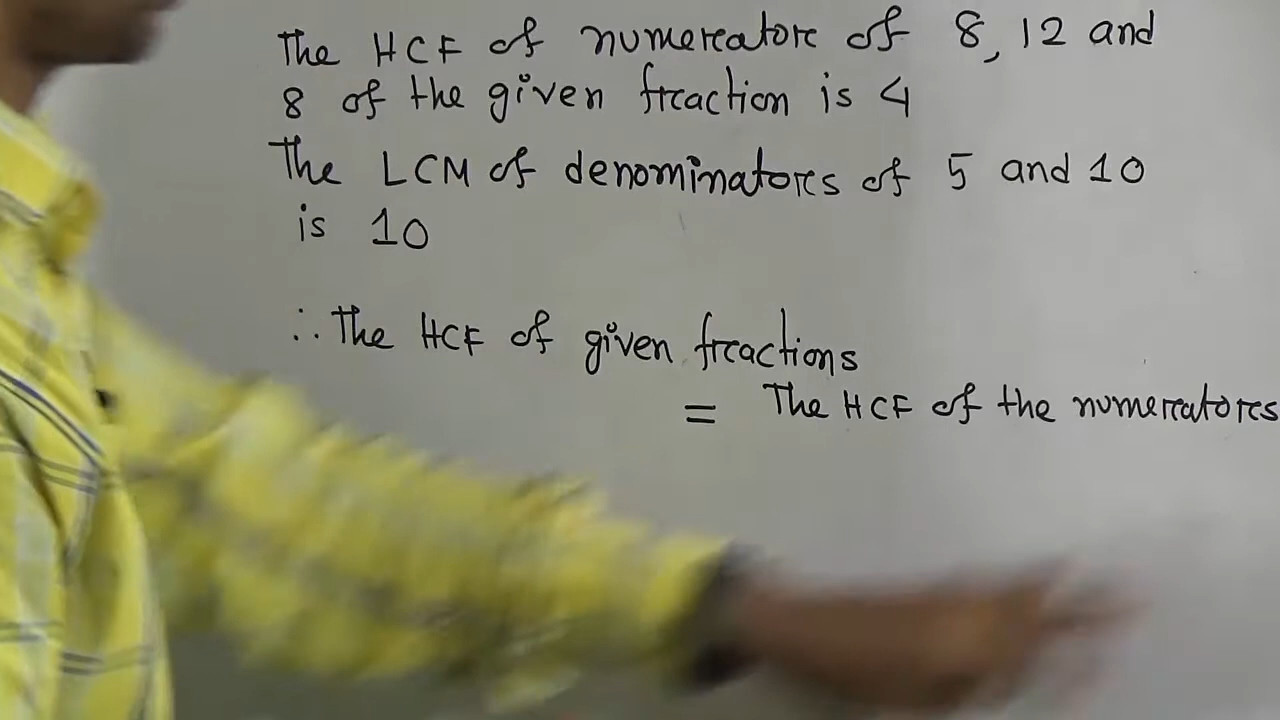 The HCF of numerator of 8, 12 and
8 of the given fraction is 4
The LCM of denominators of 5 and 10
is 10
∴ The HCF of given fractions
= The HCF of the numerators